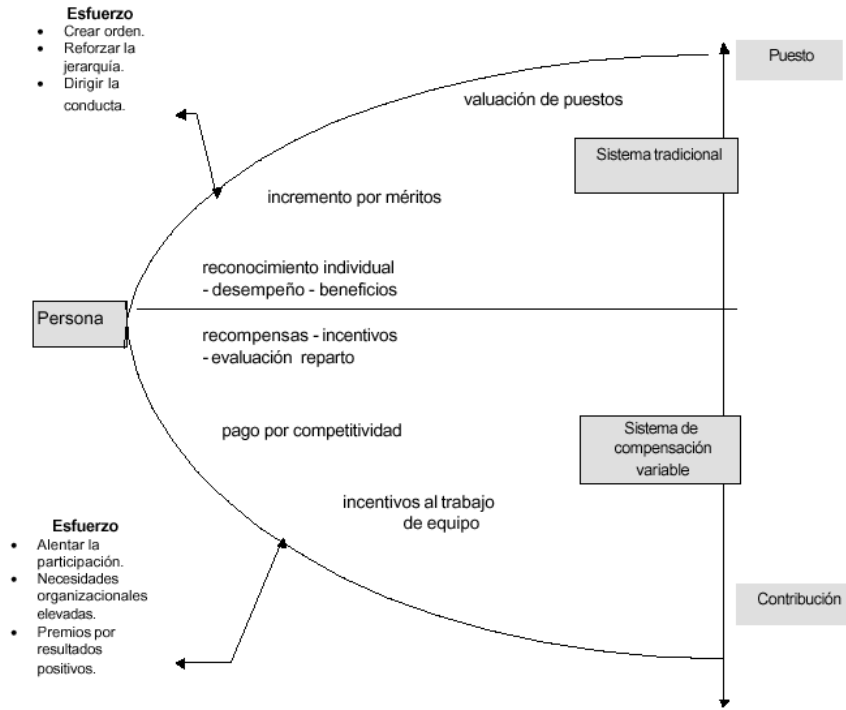 Esfuerzo
• Crear orden.
• Reforzar la
jerarquía.
• Dirigir la
conducta.
Puesto
valuación de puestos
Sistema tradicional
incremento por méritos
reconocimiento individual
- desempeño - beneficios
Persona
recompensas - incentivos
- evaluación reparto
pago por competitividad
Sistema de
compensación
variable
incentivos al trabajo
de equipo
Esfuerzo
• Alentar la
participación.
• Necesidades
organizacionales
elevadas.
• Premios por
resultados
positivos.
Contribución